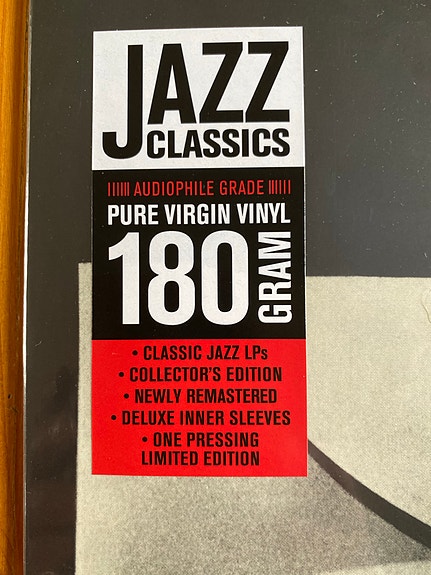 JAZZ
CLASSICS
AUDIOPHILE GRADE
PURE VIRGIN VINYL
180 GRAM
• CLASSIC JAZZ LPs
• COLLECTOR'S EDITION
• NEWLY REMASTERED
• DELUXE INNER SLEEVES
• ONE PRESSING
LIMITED EDITION